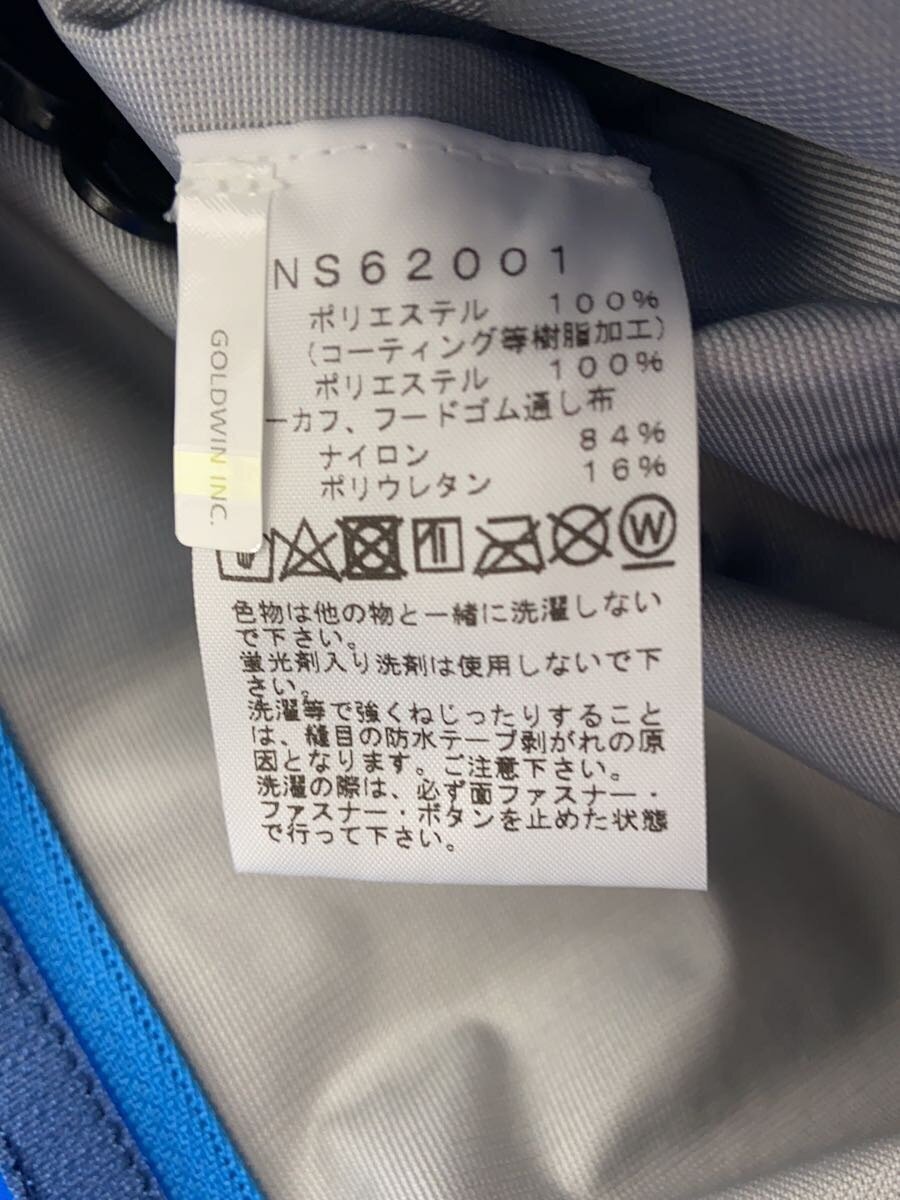 NS62001
ポリエステル 100%
(コーティング等樹脂加工)
ポリエステル 100%
ーカフ、フードゴム通し布
ナイロン 84%
ポリウレタン 16%
W
色物は他の物と一緒に洗濯しない
で下さい。
蛍光剤入り洗剤は使用しないで下
さい。
洗濯等で強くねじったりすること
は、縫目の防水テープ剥がれの原
因となります。ご注意下さい。
洗濯の際は、必ず面ファスナー・
ファスナー・ボタンを止めた状態
で行って下さい。
GOLDWIN INC.